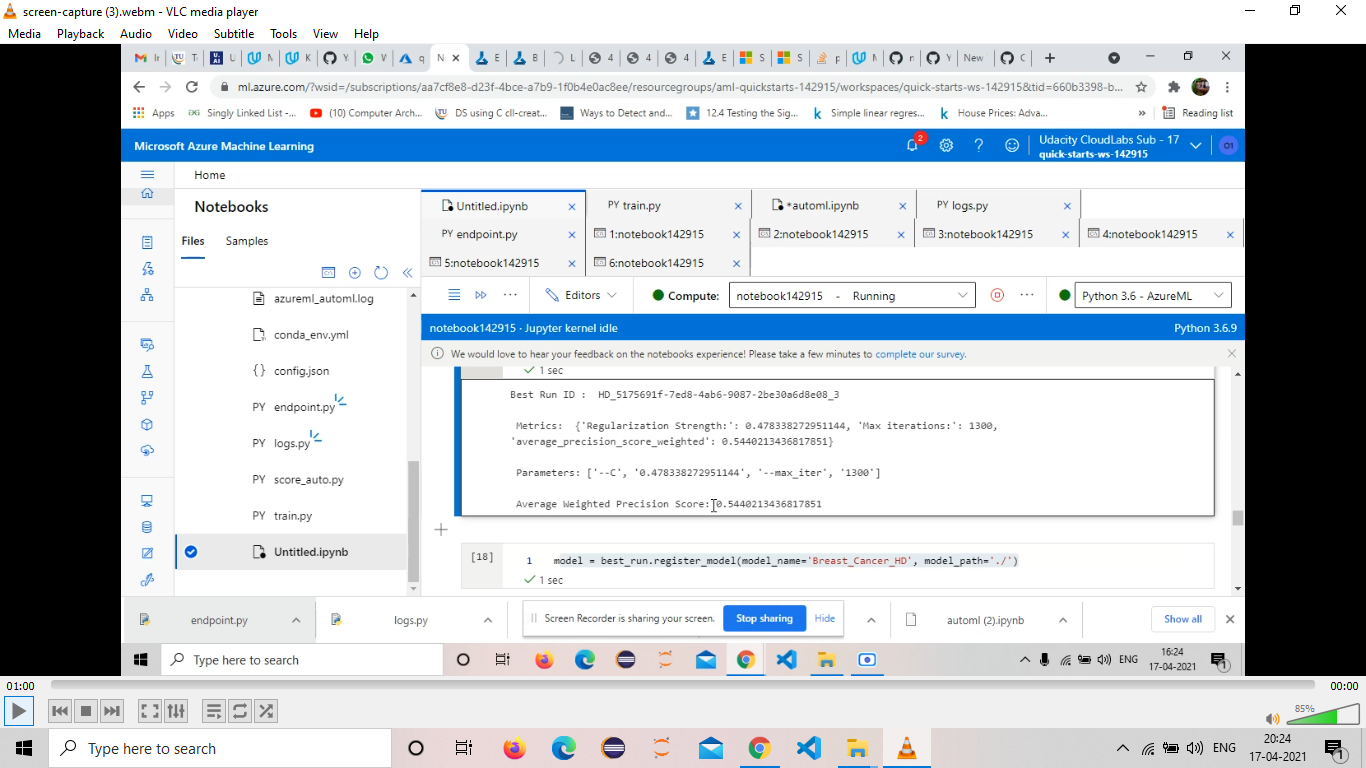 screen-capture (3).webm - VLC media player
Media Playback Audio Video Subtitle Tools View Help
ml.azure.com/?wsid=/subscriptions/aa7cf8e8-d23f-4bce-a7b9-1f0b4e0ac8ee/resourcegroups/aml-quickstarts-142915/workspaces/quick-starts-ws-142915&tid=660b3398-b...
Apps Singly Linked List -... (10) Computer Arch... DS using C cll-creat... Ways to Detect and... 12.4 Testing the Sig... Simple linear regres... House Prices: Adva... » Reading list
Microsoft Azure Machine Learning
2
Udacity CloudLabs Sub - 17
quick-starts-ws-142915
O1
Home
Notebooks
Files Samples
azureml_automl.log
conda_env.yml
{} config.json
PY endpoint.py
PY logs.py
PY score_auto.py
PY train.py
Untitled.ipynb
Untitled.ipynb PY train.py *automl.ipynb PY logs.py
PY endpoint.py 1:notebook142915 2:notebook142915 3:notebook142915 4:notebook142915
5:notebook142915 6:notebook142915
Editors Compute: notebook142915 - Running Python 3.6 - AzureML
notebook142915 · Jupyter kernel idle Python 3.6.9
We would love to hear your feedback on the notebooks experience! Please take a few minutes to complete our survey.
1 sec
Best Run ID : HD_5175691f-7ed8-4ab6-9087-2be30a6d8e08_3
Metrics: {'Regularization Strength:': 0.478338272951144, 'Max iterations:': 1300,
'average_precision_score_weighted': 0.5440213436817851}
Parameters: ['--C', '0.478338272951144', '--max_iter', '1300']
Average Weighted Precision Score: 0.5440213436817851
[18] 1 model = best_run.register_model(model_name='Breast_Cancer_HD', model_path='./')
1 sec
endpoint.py logs.py Screen Recorder is sharing your screen. Stop sharing Hide automl (2).ipynb Show all
Type here to search ENG 16:24
17-04-2021
1
01:00 00:00
85%
Type here to search ENG 20:24
17-04-2021
1